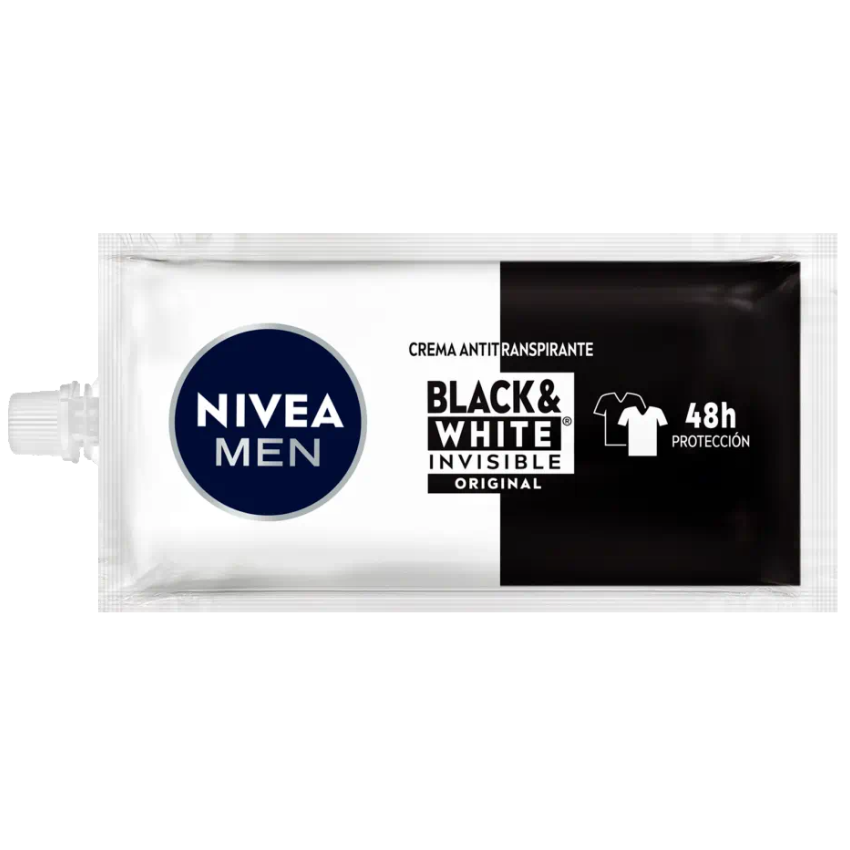 NIVEA
MEN
CREMA ANTITRANSPIRANTE
BLACK&
WHITE®
INVISIBLE
ORIGINAL
48h
PROTECCIÓN